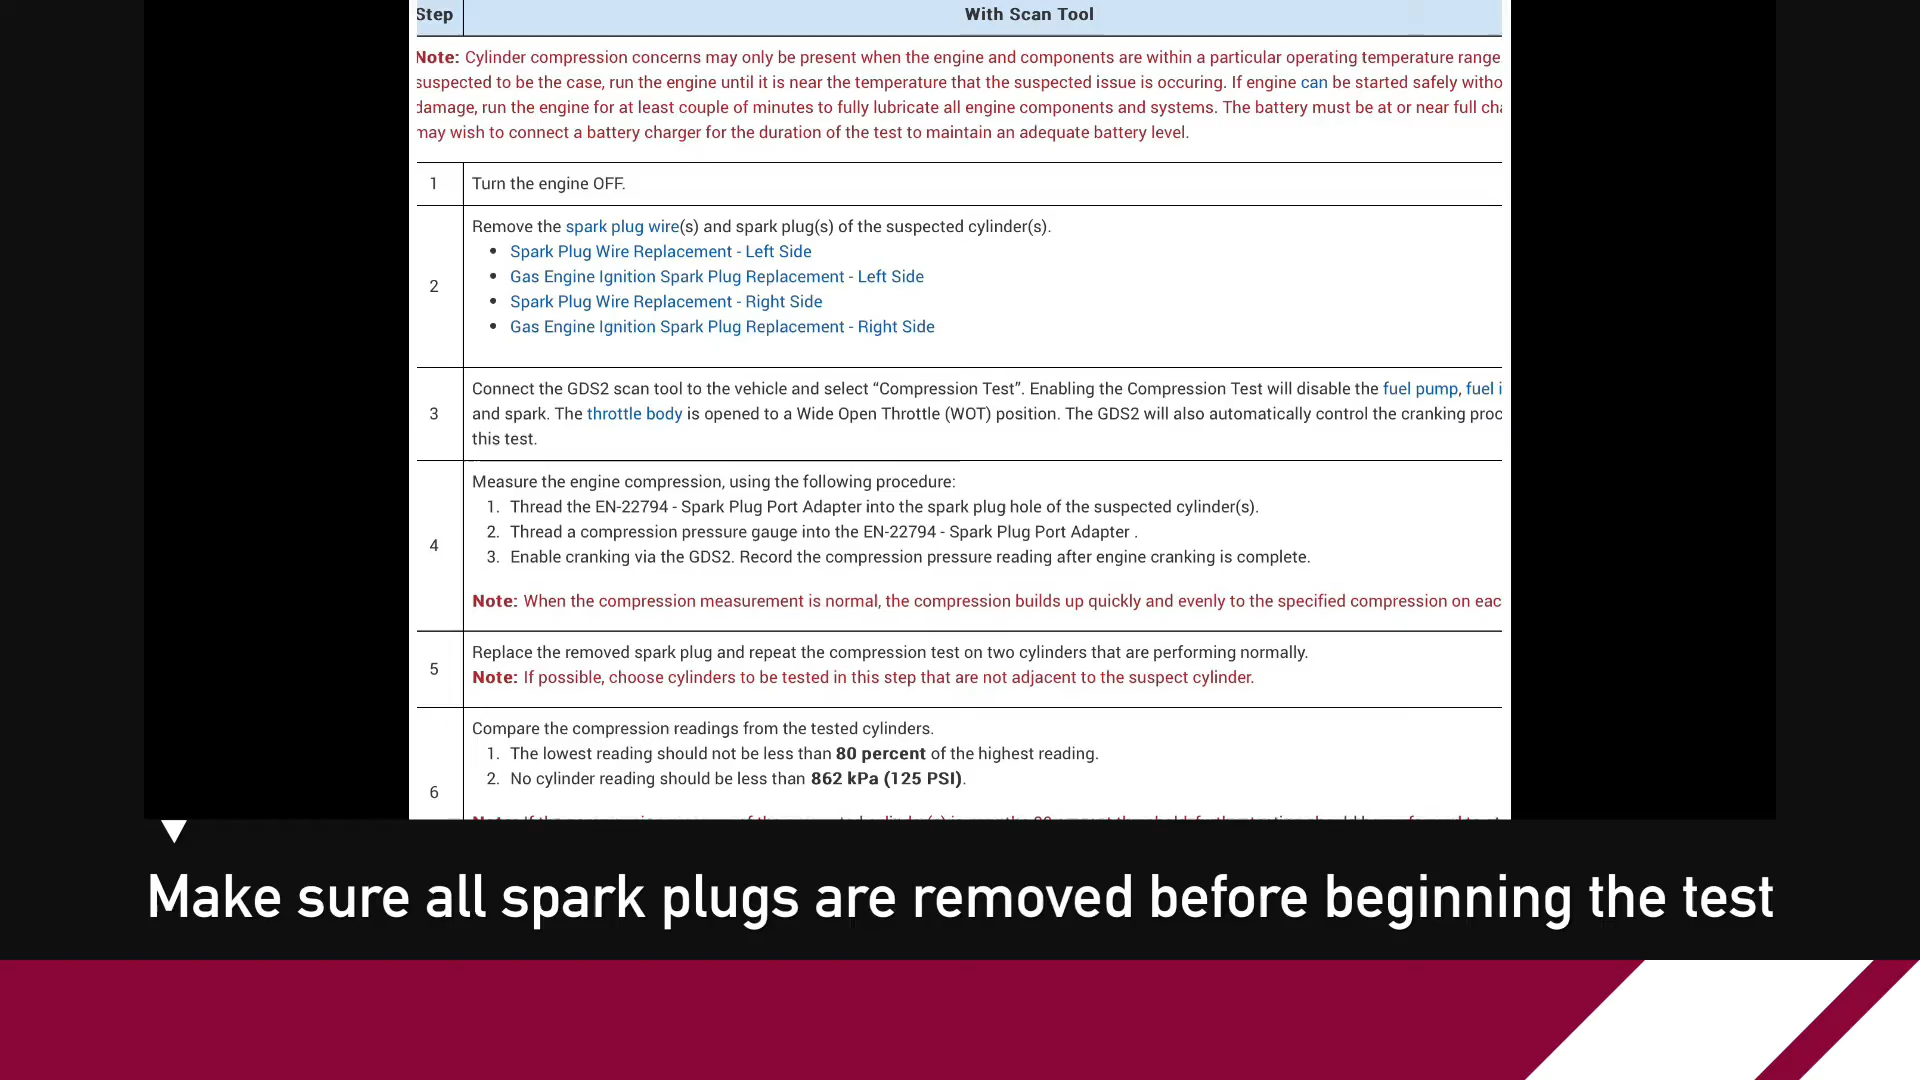 Step With Scan Tool
Note: Cylinder compression concerns may only be present when the engine and components are within a particular operating temperature range
suspected to be the case, run the engine until it is near the temperature that the suspected issue is occuring. If engine can be started safely witho
damage, run the engine for at least couple of minutes to fully lubricate all engine components and systems. The battery must be at or near full cha
may wish to connect a battery charger for the duration of the test to maintain an adequate battery level.
1 Turn the engine OFF.
Remove the spark plug wire(s) and spark plug(s) of the suspected cylinder(s).
• Spark Plug Wire Replacement - Left Side
• Gas Engine Ignition Spark Plug Replacement - Left Side
2
• Spark Plug Wire Replacement - Right Side
• Gas Engine Ignition Spark Plug Replacement - Right Side
Connect the GDS2 scan tool to the vehicle and select “Compression Test”. Enabling the Compression Test will disable the fuel pump, fuel i
3 and spark. The throttle body is opened to a Wide Open Throttle (WOT) position. The GDS2 will also automatically control the cranking proc
this test.
Measure the engine compression, using the following procedure:
1. Thread the EN-22794 - Spark Plug Port Adapter into the spark plug hole of the suspected cylinder(s).
2. Thread a compression pressure gauge into the EN-22794 - Spark Plug Port Adapter .
4
3. Enable cranking via the GDS2. Record the compression pressure reading after engine cranking is complete.
Note: When the compression measurement is normal, the compression builds up quickly and evenly to the specified compression on eac
Replace the removed spark plug and repeat the compression test on two cylinders that are performing normally.
5
Note: If possible, choose cylinders to be tested in this step that are not adjacent to the suspect cylinder.
Compare the compression readings from the tested cylinders.
1. The lowest reading should not be less than 80 percent of the highest reading.
2. No cylinder reading should be less than 862 kPa (125 PSI).
6
Make sure all spark plugs are removed before beginning the test